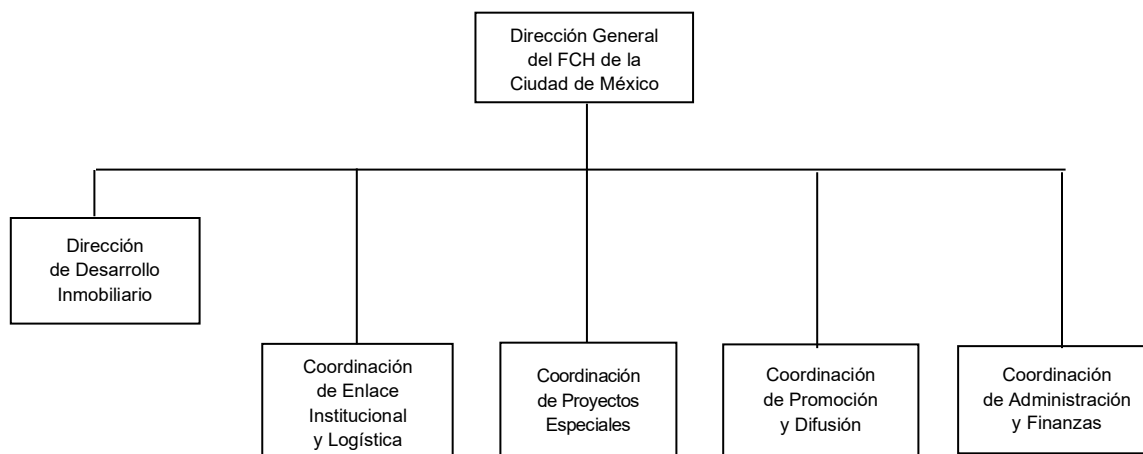 Dirección General
del FCH de la
Ciudad de México
Dirección
de Desarrollo
Inmobiliario
Coordinación
de Enlace
Institucional
y Logística
Coordinación
de Proyectos
Especiales
Coordinación
de Promoción
y Difusión
Coordinación
de Administración
y Finanzas